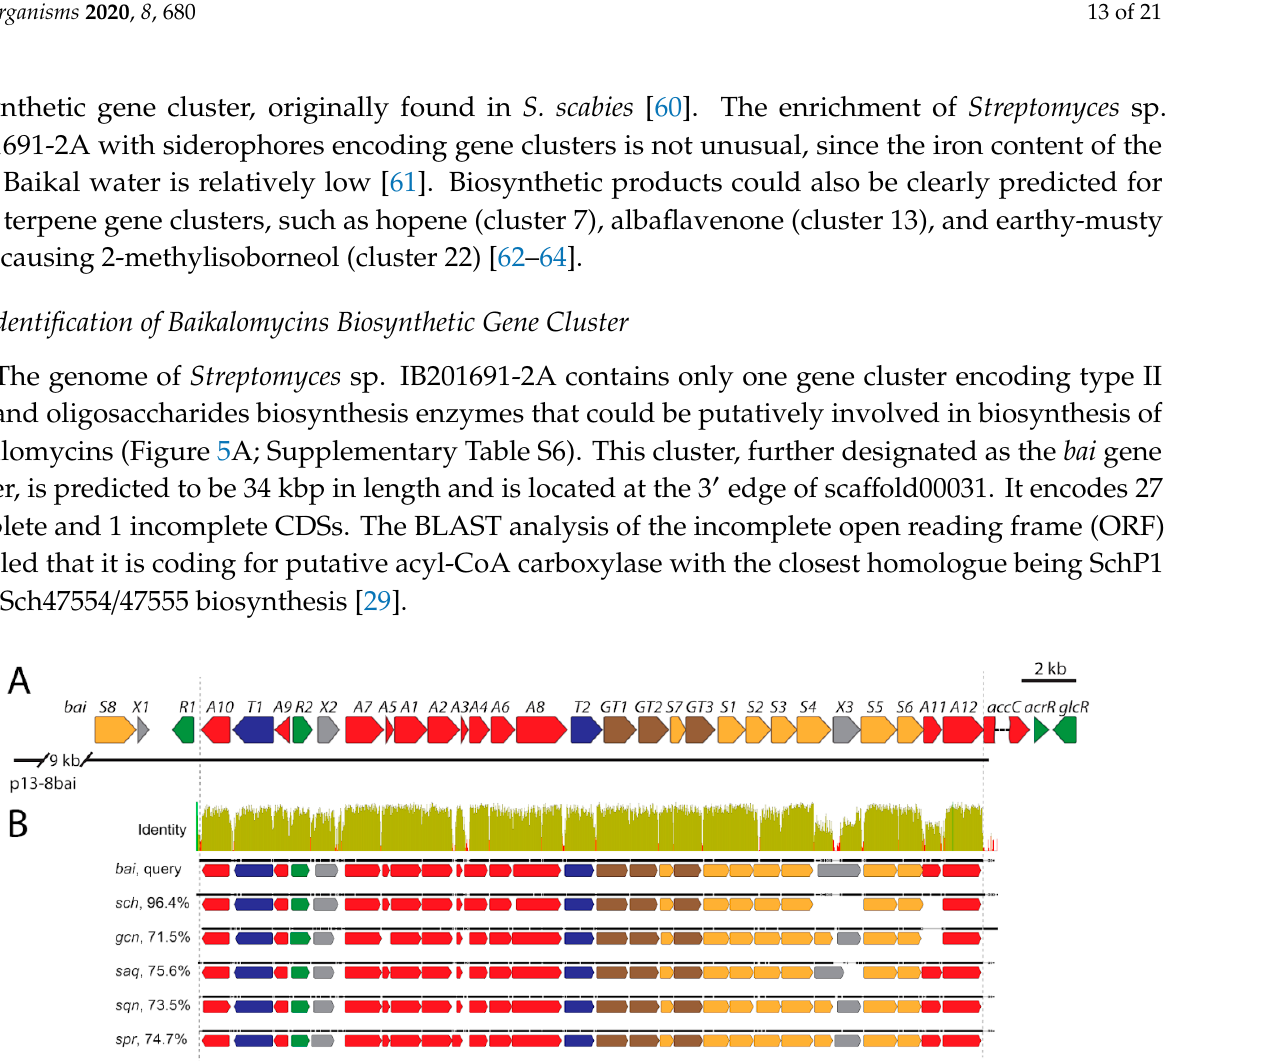 rganisms 2020, 8, 680
13 of 21
nthetic gene cluster, originally found in S. scabies [60]. The enrichment of Streptomyces sp.
691-2A with siderophores encoding gene clusters is not unusual, since the iron content of the
Baikal water is relatively low [61]. Biosynthetic products could also be clearly predicted for
terpene gene clusters, such as hopene (cluster 7), albaflavenone (cluster 13), and earthy-musty
causing 2-methylisoborneol (cluster 22) [62–64].
dentification of Baikalomycins Biosynthetic Gene Cluster
The genome of Streptomyces sp. IB201691-2A contains only one gene cluster encoding type II
and oligosaccharides biosynthesis enzymes that could be putatively involved in biosynthesis of
lomycins (Figure 5A; Supplementary Table S6). This cluster, further designated as the bai gene
er, is predicted to be 34 kbp in length and is located at the 3′ edge of scaffold00031. It encodes 27
plete and 1 incomplete CDSs. The BLAST analysis of the incomplete open reading frame (ORF)
led that it is coding for putative acyl-CoA carboxylase with the closest homologue being SchP1
Sch47554/47555 biosynthesis [29].
A
2 kb
bai S8 X1 R1 A10 T1 A9 R2 X2 A7 A5 A1 A2 A3 A4 A6 A8 T2 GT1 GT2 S7 GT3 S1 S2 S3 S4 X3 S5 S6 A11 A12 accC acrR glcR
9 kb
p13-8bai
B
Identity
bai, query
sch, 96.4%
gcn, 71.5%
saq, 75.6%
sqn, 73.5%
spr, 74.7%